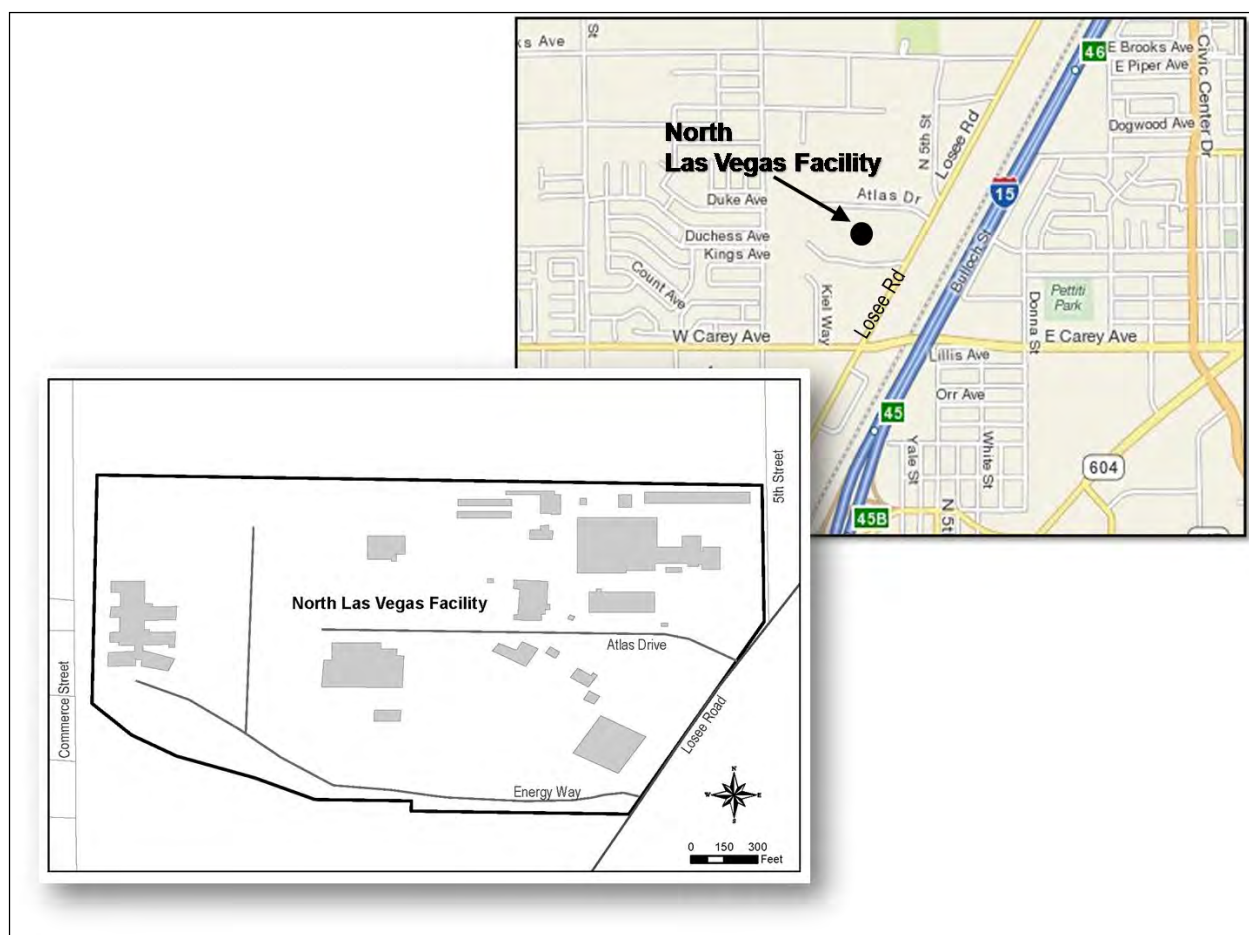 ks Ave
St
46
E Brooks Ave
E Piper Ave
Civic Center Dr
North
Las Vegas Facility
N 5th St
Losee Rd
Dogwood Ave
15
Duke Ave
Atlas Dr
Duchess Ave
Kings Ave
Bulloch St
Count Ave
Kiel Way
Losee Rd
Pettiti
Park
Donna St
W Carey Ave
E Carey Ave
Lillis Ave
45
Orr Ave
Yale St
White St
604
N 5t
45B
5th Street
North Las Vegas Facility
Atlas Drive
Commerce Street
Losee Road
Energy Way
N
W
E
S
0 150 300
Feet